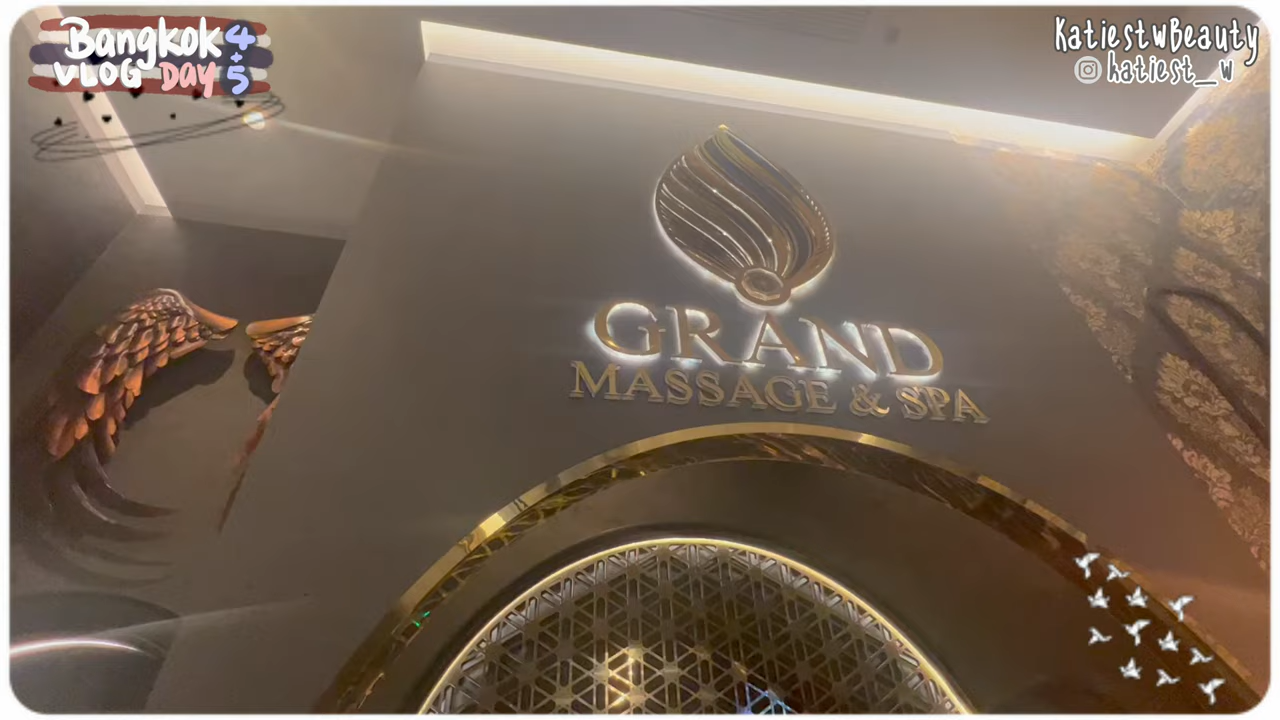 Bangkok
VLOG Day
4+5
KatiestwBeauty
katiest_w
GRAND
MASSAGE & SPA